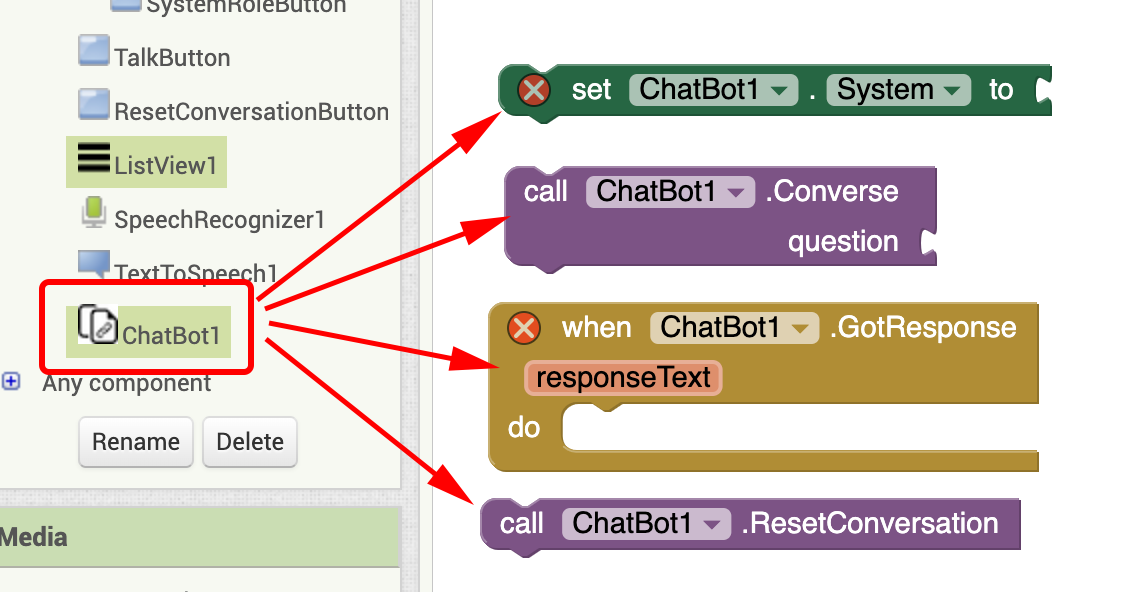 SystemRoleButton
TalkButton
ResetConversationButton
ListView1
SpeechRecognizer1
TextToSpeech1
ChatBot1
Any component
Rename Delete
Media
set ChatBot1 . System to
call ChatBot1 .Converse
question
when ChatBot1 .GotResponse
responseText
do
call ChatBot1 .ResetConversation